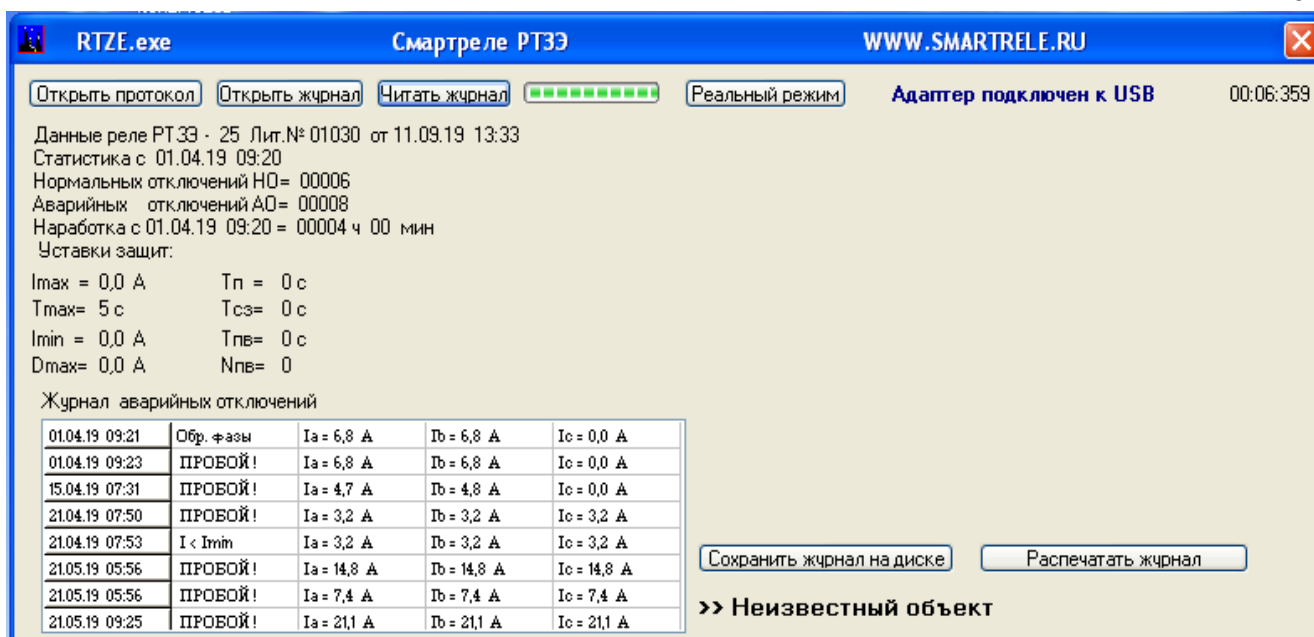 RTZE.exe Смартреле РТЗЭ WWW.SMARTRELE.RU
Открыть протокол Открыть журнал Читать журнал Реальный режим Адаптер подключен к USB 00:06:359
Данные реле РТЗЭ - 25 Лит.№ 01030 от 11.09.19 13:33
Статистика с 01.04.19 09:20
Нормальных отключений НО= 00006
Аварийных отключений АО= 00008
Наработка с 01.04.19 09:20 = 00004 ч 00 мин
Уставки защит:
Imax = 0,0 А Тп = 0 с
Tmax= 5 с Тсз= 0 с
Imin = 0,0 А Тпв= 0 с
Dmax= 0,0 А Nпв= 0
Журнал аварийных отключений
01.04.19 09:21 Обр. фазы Ia = 6,8 А Ib = 6,8 А Ic = 0,0 А
01.04.19 09:23 ПРОБОЙ! Ia = 6,8 А Ib = 6,8 А Ic = 0,0 А
15.04.19 07:31 ПРОБОЙ! Ia = 4,7 А Ib = 4,8 А Ic = 0,0 А
21.04.19 07:50 ПРОБОЙ! Ia = 3,2 А Ib = 3,2 А Ic = 3,2 А
21.04.19 07:53 I < Imin Ia = 3,2 А Ib = 3,2 А Ic = 3,2 А
21.05.19 05:56 ПРОБОЙ! Ia = 14,8 А Ib = 14,8 А Ic = 14,8 А
21.05.19 05:56 ПРОБОЙ! Ia = 7,4 А Ib = 7,4 А Ic = 7,4 А
21.05.19 09:25 ПРОБОЙ! Ia = 21,1 А Ib = 21,1 А Ic = 21,1 А
Сохранить журнал на диске Распечатать журнал
>> Неизвестный объект